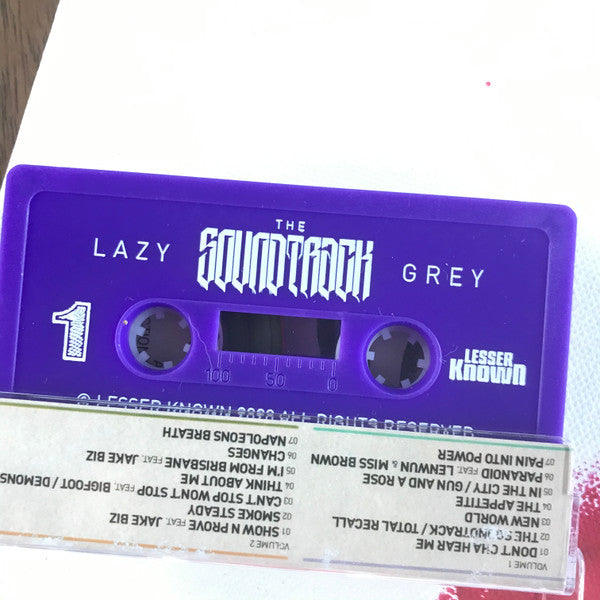 THE
LAZY SOUNDTRACK GREY
1
LESSER
KNOWN
100 50 0
© LESSER KNOWN ALL RIGHTS RESERVED
VOLUME 1
01 DON'T CHA HEAR ME
02 THE SOUNDTRACK / TOTAL RECALL
03 NEW WORLD
04 THE APPETITE
05 IN THE CITY / GUN AND A ROSE
06 PARANOID FEAT. LENWUN & MISS BROWN
07 PAIN INTO POWER
VOLUME 2
01 SHOW N PROVE FEAT. JAKE BIZ
02 SMOKE STEADY
03 CAN'T STOP WON'T STOP FEAT. BIGFOOT / DEMONS
04 THINK ABOUT ME
05 I'M FROM BRISBANE FEAT. JAKE BIZ
06 CHANGES
07 NAPOLEONS BREATH